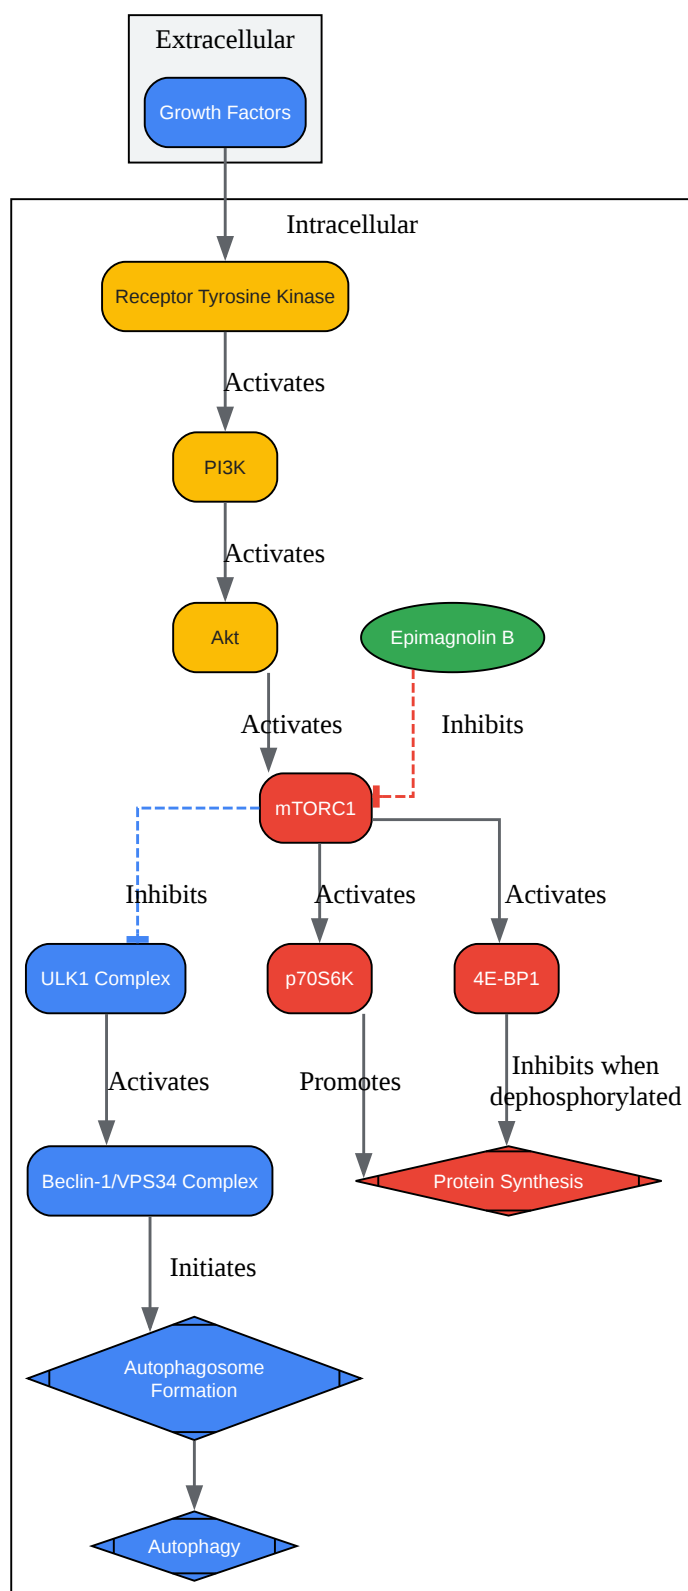 Extracellular
Growth Factors
Intracellular
Receptor Tyrosine Kinase
Activates
PI3K
Activates
Akt
Epimagnolin B
Activates
Inhibits
mTORC1
Inhibits
Activates
Activates
ULK1 Complex
p70S6K
4E-BP1
Activates
Promotes
Inhibits when
dephosphorylated
Beclin-1/VPS34 Complex
Protein Synthesis
Initiates
Autophagosome
Formation
Autophagy